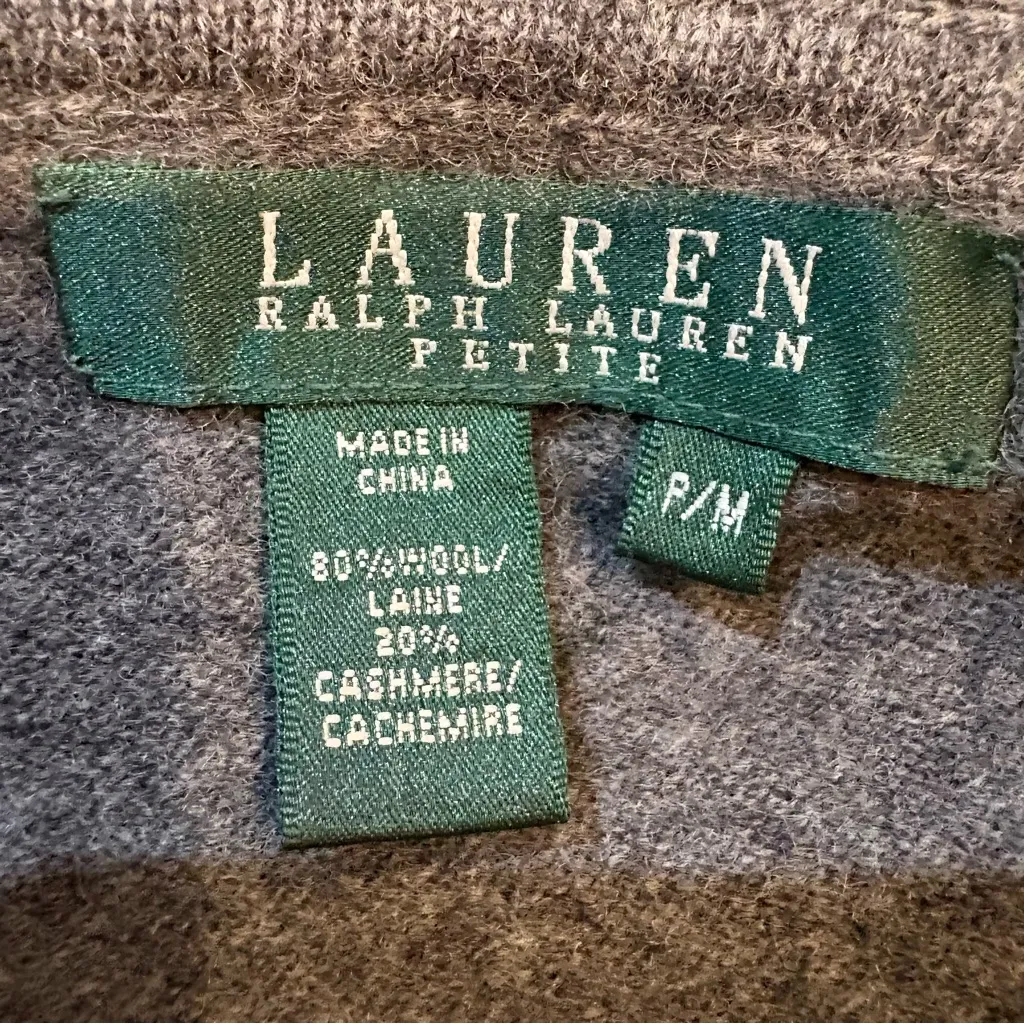 LAUREN
RALPH LAUREN
PETITE
MADE IN
CHINA
80% WOOL/
LAINE
20%
CASHMERE/
CACHEMIRE
P/M